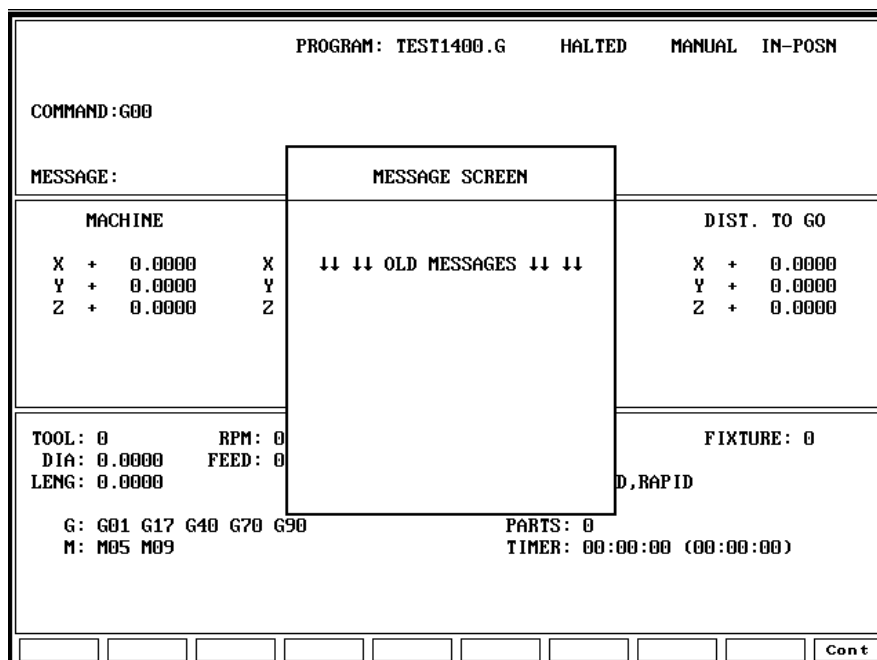 PROGRAM: TEST1400.G HALTED MANUAL IN-POSN
COMMAND:G00
MESSAGE:
MESSAGE SCREEN
MACHINE
DIST. TO GO
↓↓ ↓↓ OLD MESSAGES ↓↓ ↓↓
X + 0.0000 X X + 0.0000
Y + 0.0000 Y Y + 0.0000
Z + 0.0000 Z Z + 0.0000
TOOL: 0 RPM: 0 FIXTURE: 0
DIA: 0.0000 FEED: 0
LENG: 0.0000 D,RAPID
G: G01 G17 G40 G70 G90 PARTS: 0
M: M05 M09 TIMER: 00:00:00 (00:00:00)
Cont